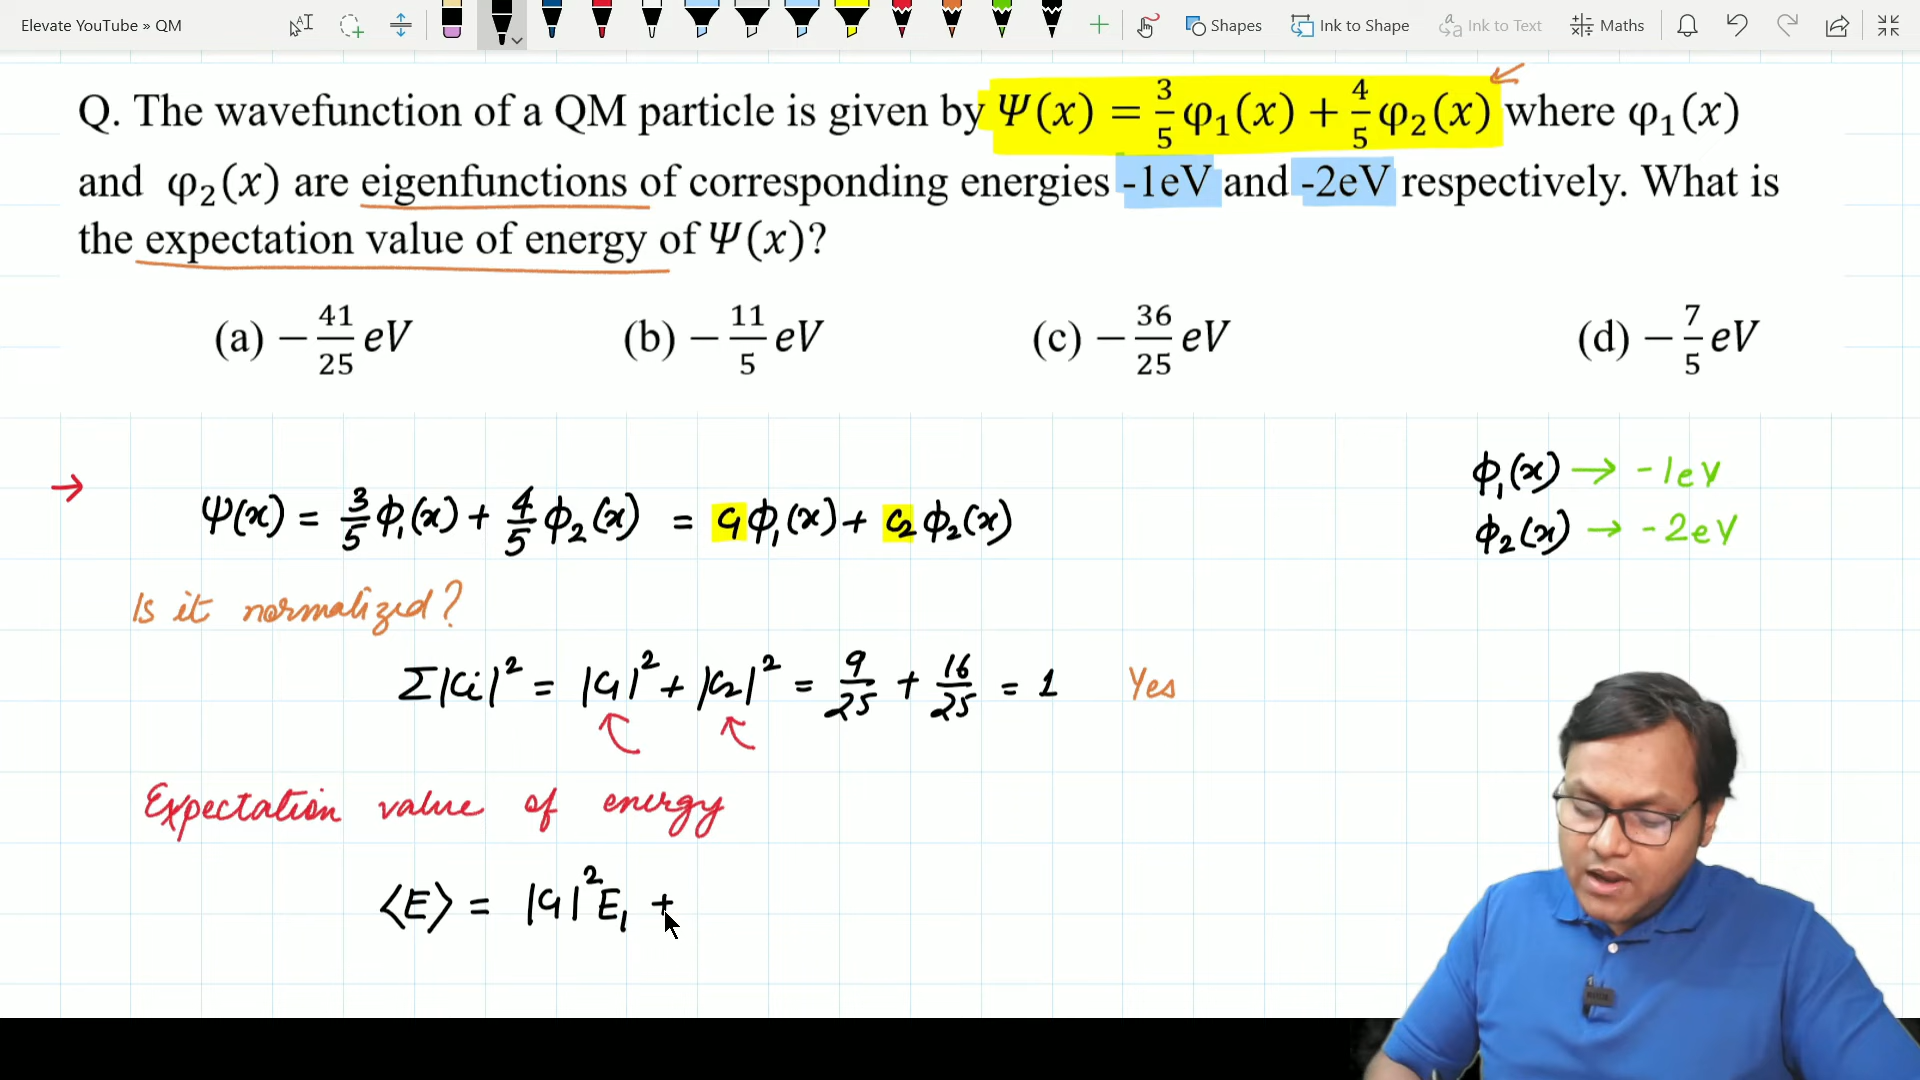 Elevate YouTube » QM
Shapes
Ink to Shape
Ink to Text
Maths
Q. The wavefunction of a QM particle is given by Ψ(x) = 3/5 φ₁(x) + 4/5 φ₂(x) where φ₁(x)
and φ₂(x) are eigenfunctions of corresponding energies -1eV and -2eV respectively. What is
the expectation value of energy of Ψ(x)?
(a) −41/25 eV (b) −11/5 eV (c) −36/25 eV (d) −7/5 eV
→ Ψ(x) = 3/5 ϕ₁(x) + 4/5 ϕ₂(x) = C₁ϕ₁(x) + C₂ϕ₂(x)
ϕ₁(x) → -1eV
ϕ₂(x) → -2eV
Is it normalized?
Σ|Ci|² = |C₁|² + |C₂|² = 9/25 + 16/25 = 1 Yes
Expectation value of energy
⟨E⟩ = |C₁|²E₁ +